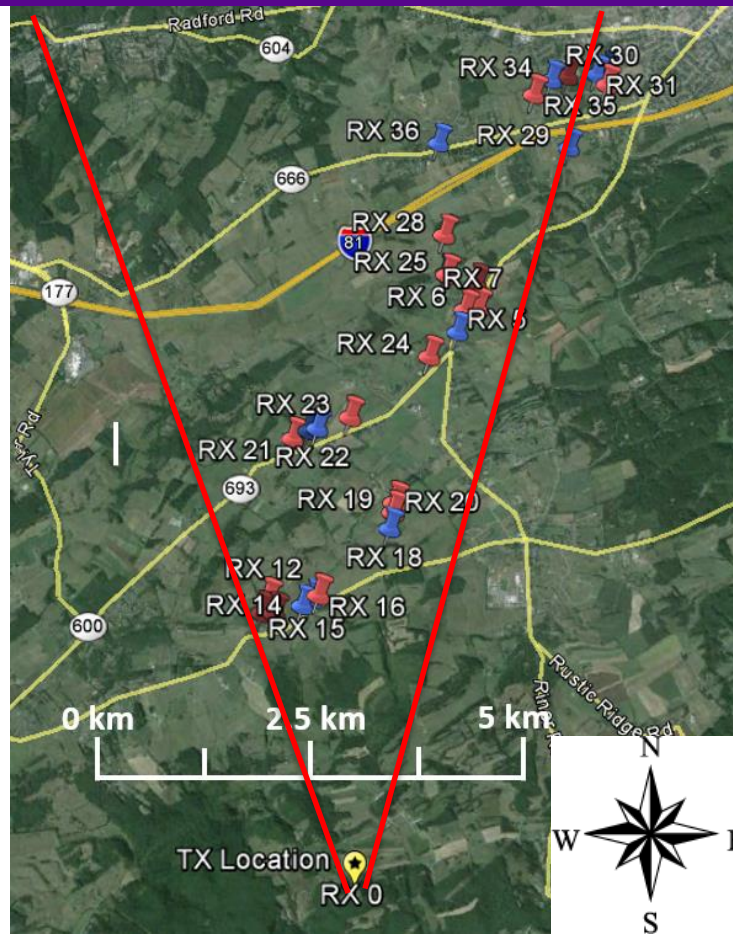 Radford Rd
604
RX 34
RX 30
RX 31
RX 35
RX 36
RX 29
666
RX 28
81
RX 25
RX 7
177
RX 6
RX 5
RX 24
RX 23
Tyler Rd
RX 21
RX 22
693
RX 19
RX 20
RX 18
RX 12
RX 14
RX 16
RX 15
600
Rustic Ridge Rd
0 km
2.5 km
5 km
N
W
S
TX Location
RX 0